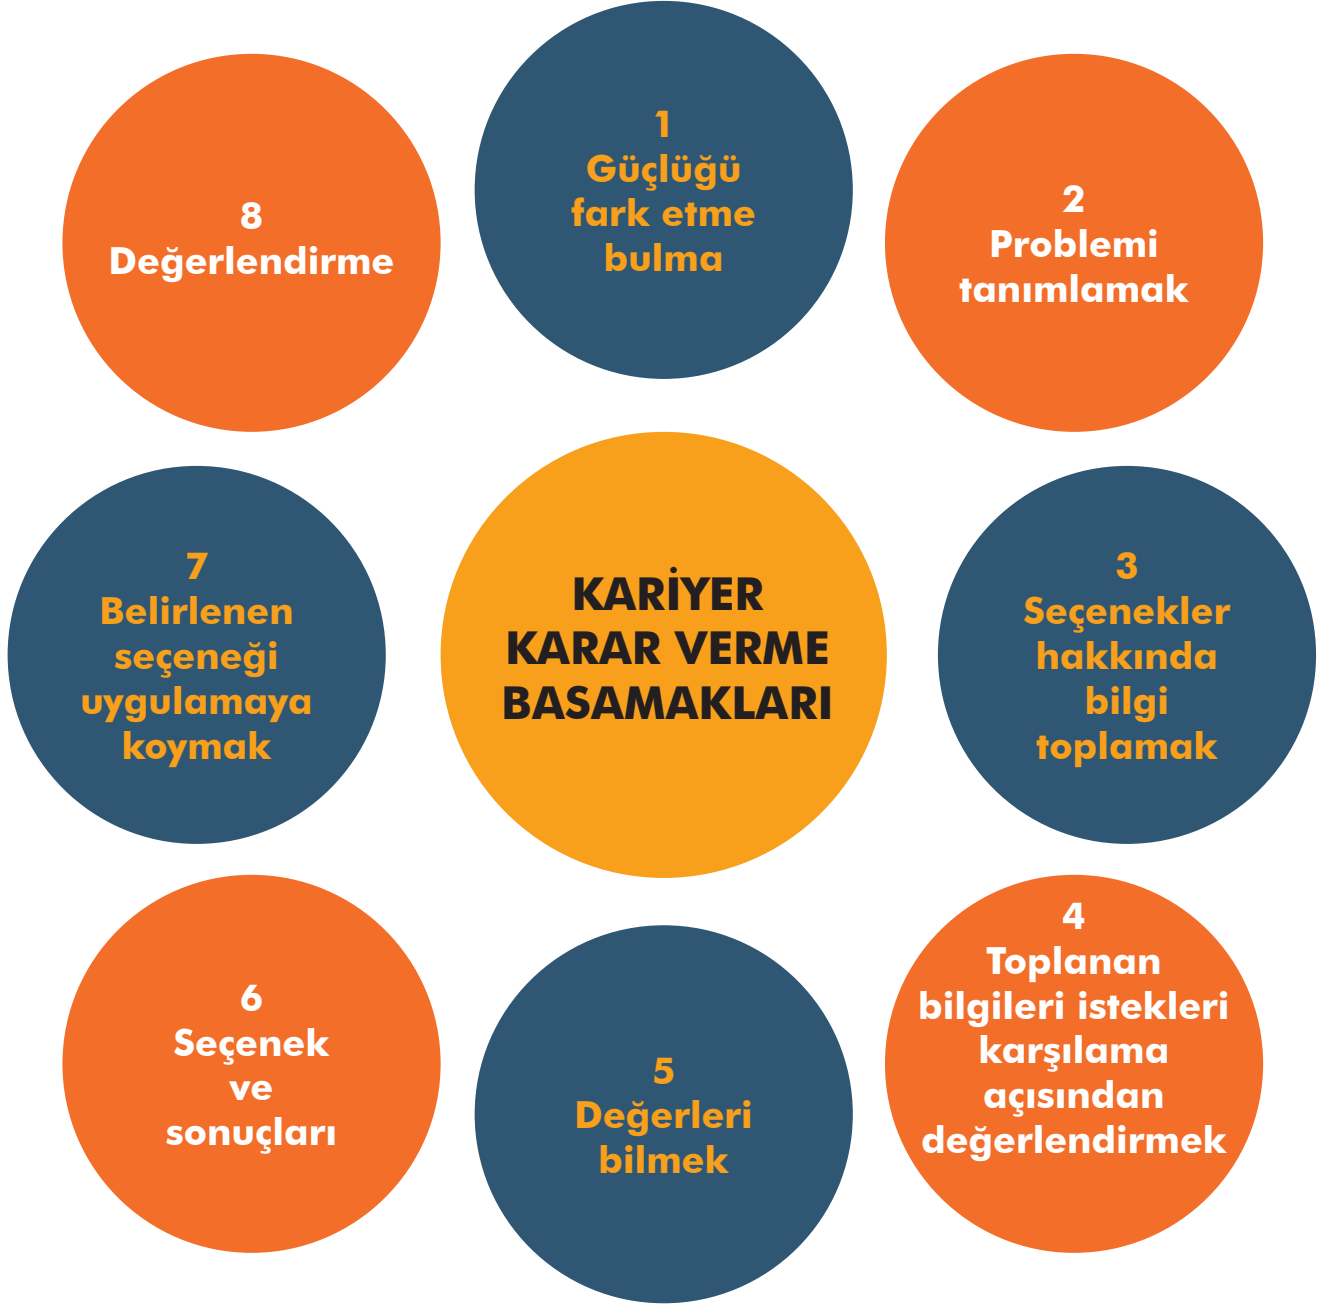 KARİYER
KARAR VERME
BASAMAKLARI
1
Güçlüğü
fark etme
bulma
2
Problemi
tanımlamak
3
Seçenekler
hakkında
bilgi
toplamak
4
Toplanan
bilgileri istekleri
karşılama
açısından
değerlendirmek
5
Değerleri
bilmek
6
Seçenek
ve
sonuçları
7
Belirlenen
seçeneği
uygulamaya
koymak
8
Değerlendirme